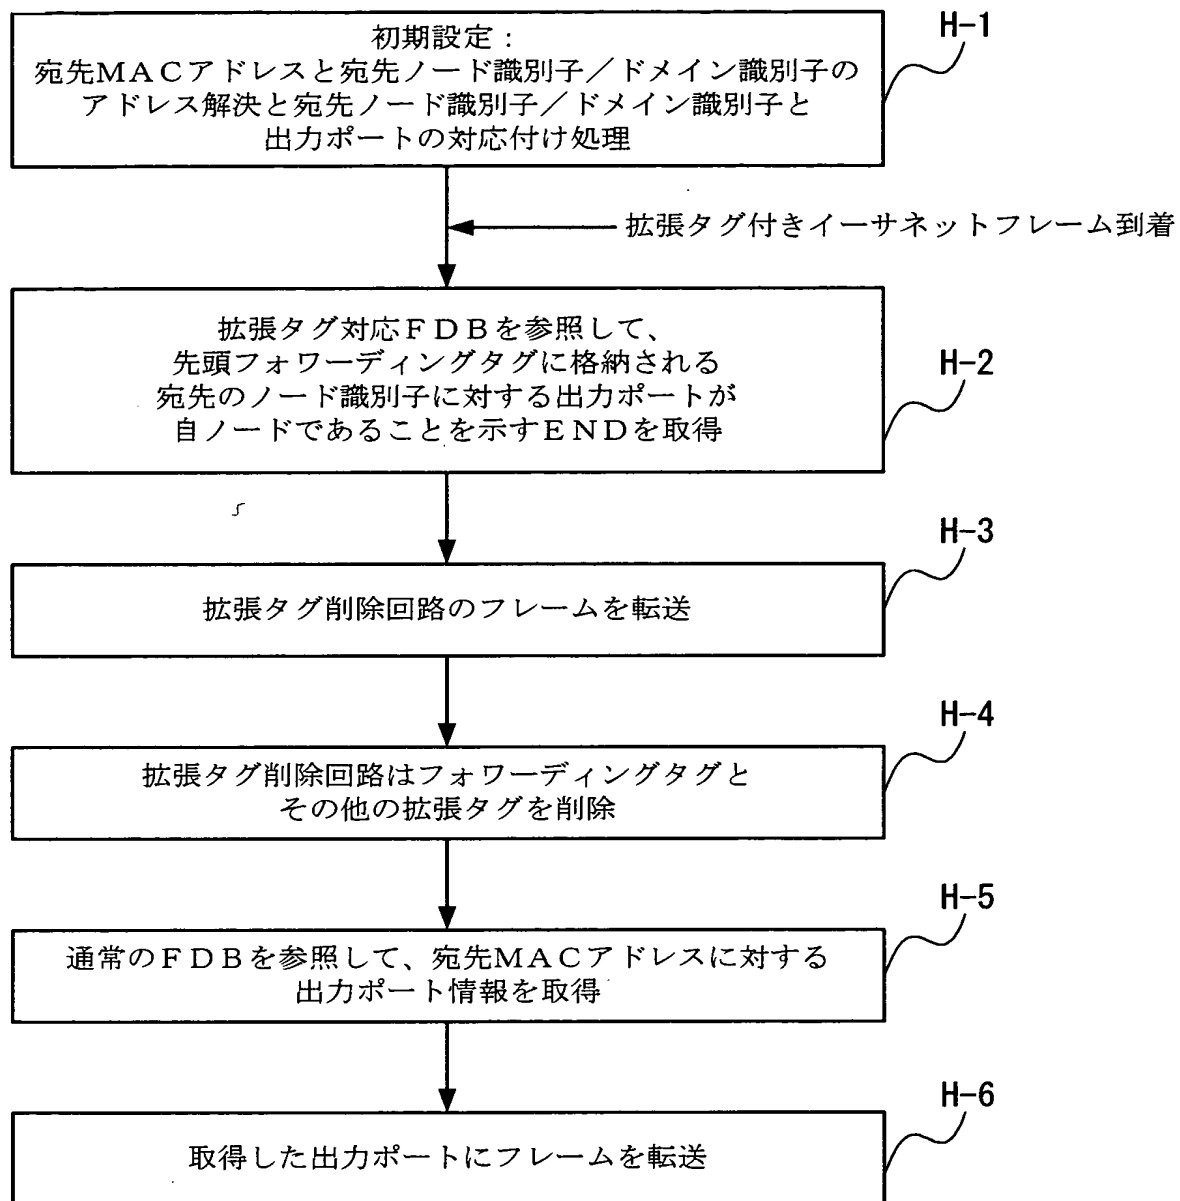 H-1
初期設定：
宛先ＭＡＣアドレスと宛先ノード識別子／ドメイン識別子の
アドレス解決と宛先ノード識別子／ドメイン識別子と
出力ポートの対応付け処理
拡張タグ付きイーサネットフレーム到着
H-2
拡張タグ対応ＦＤＢを参照して、
先頭フォワーディングタグに格納される
宛先のノード識別子に対する出力ポートが
自ノードであることを示すＥＮＤを取得
H-3
拡張タグ削除回路のフレームを転送
H-4
拡張タグ削除回路はフォワーディングタグと
その他の拡張タグを削除
H-5
通常のＦＤＢを参照して、宛先ＭＡＣアドレスに対する
出力ポート情報を取得
H-6
取得した出力ポートにフレームを転送